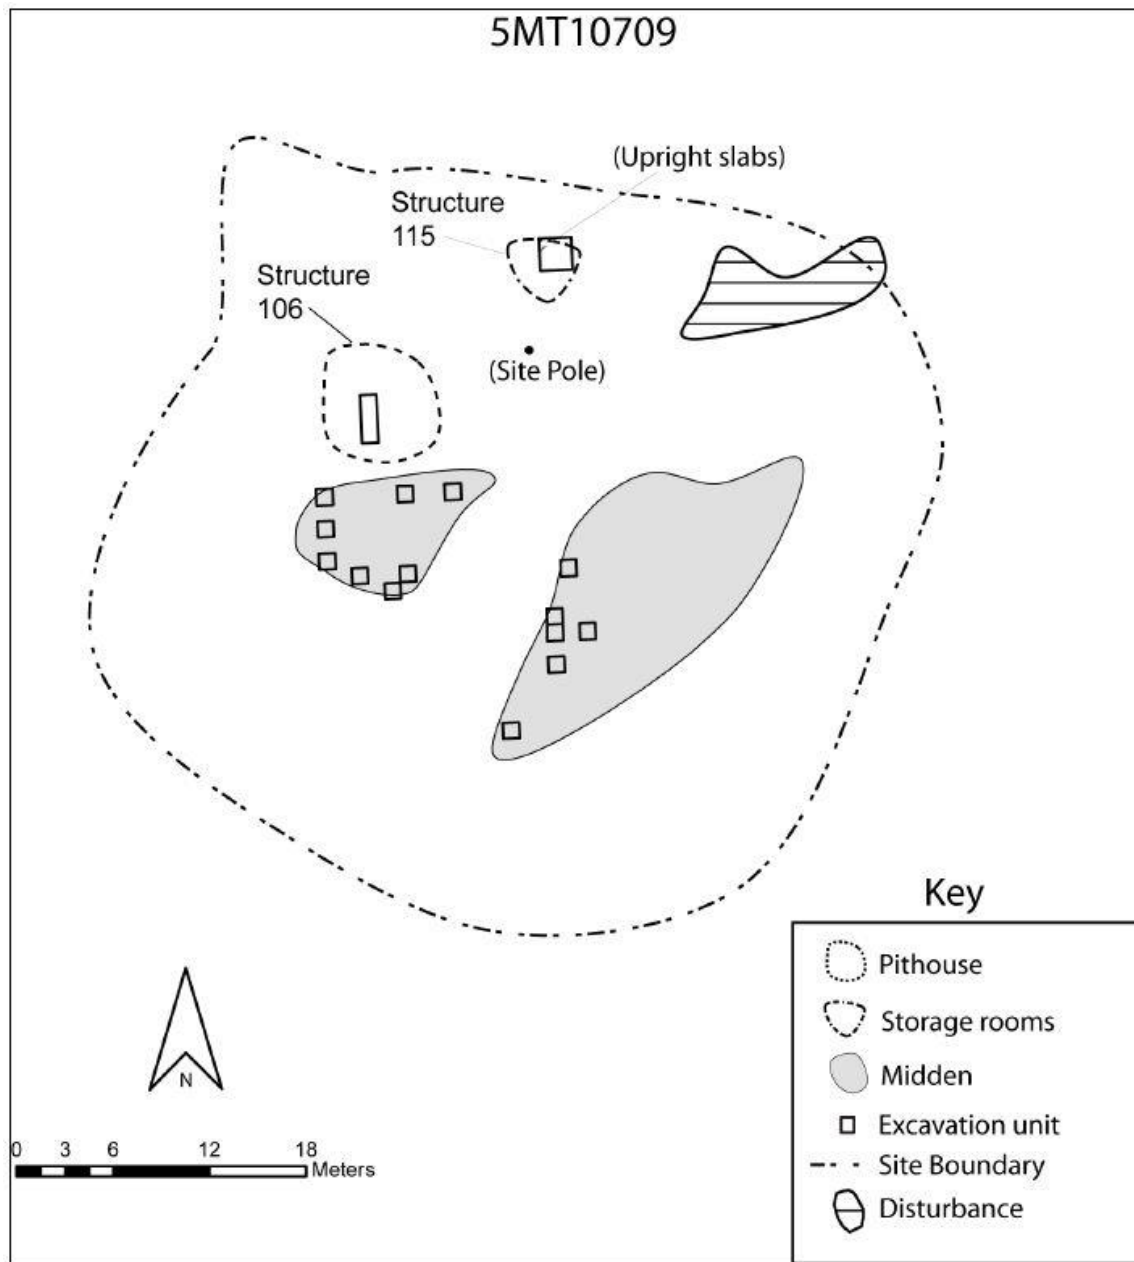 5MT10709
(Upright slabs)
Structure
115
Structure
106
(Site Pole)
Key
Pithouse
Storage rooms
Midden
Excavation unit
Site Boundary
Disturbance
N
0 3 6 12 18
Meters